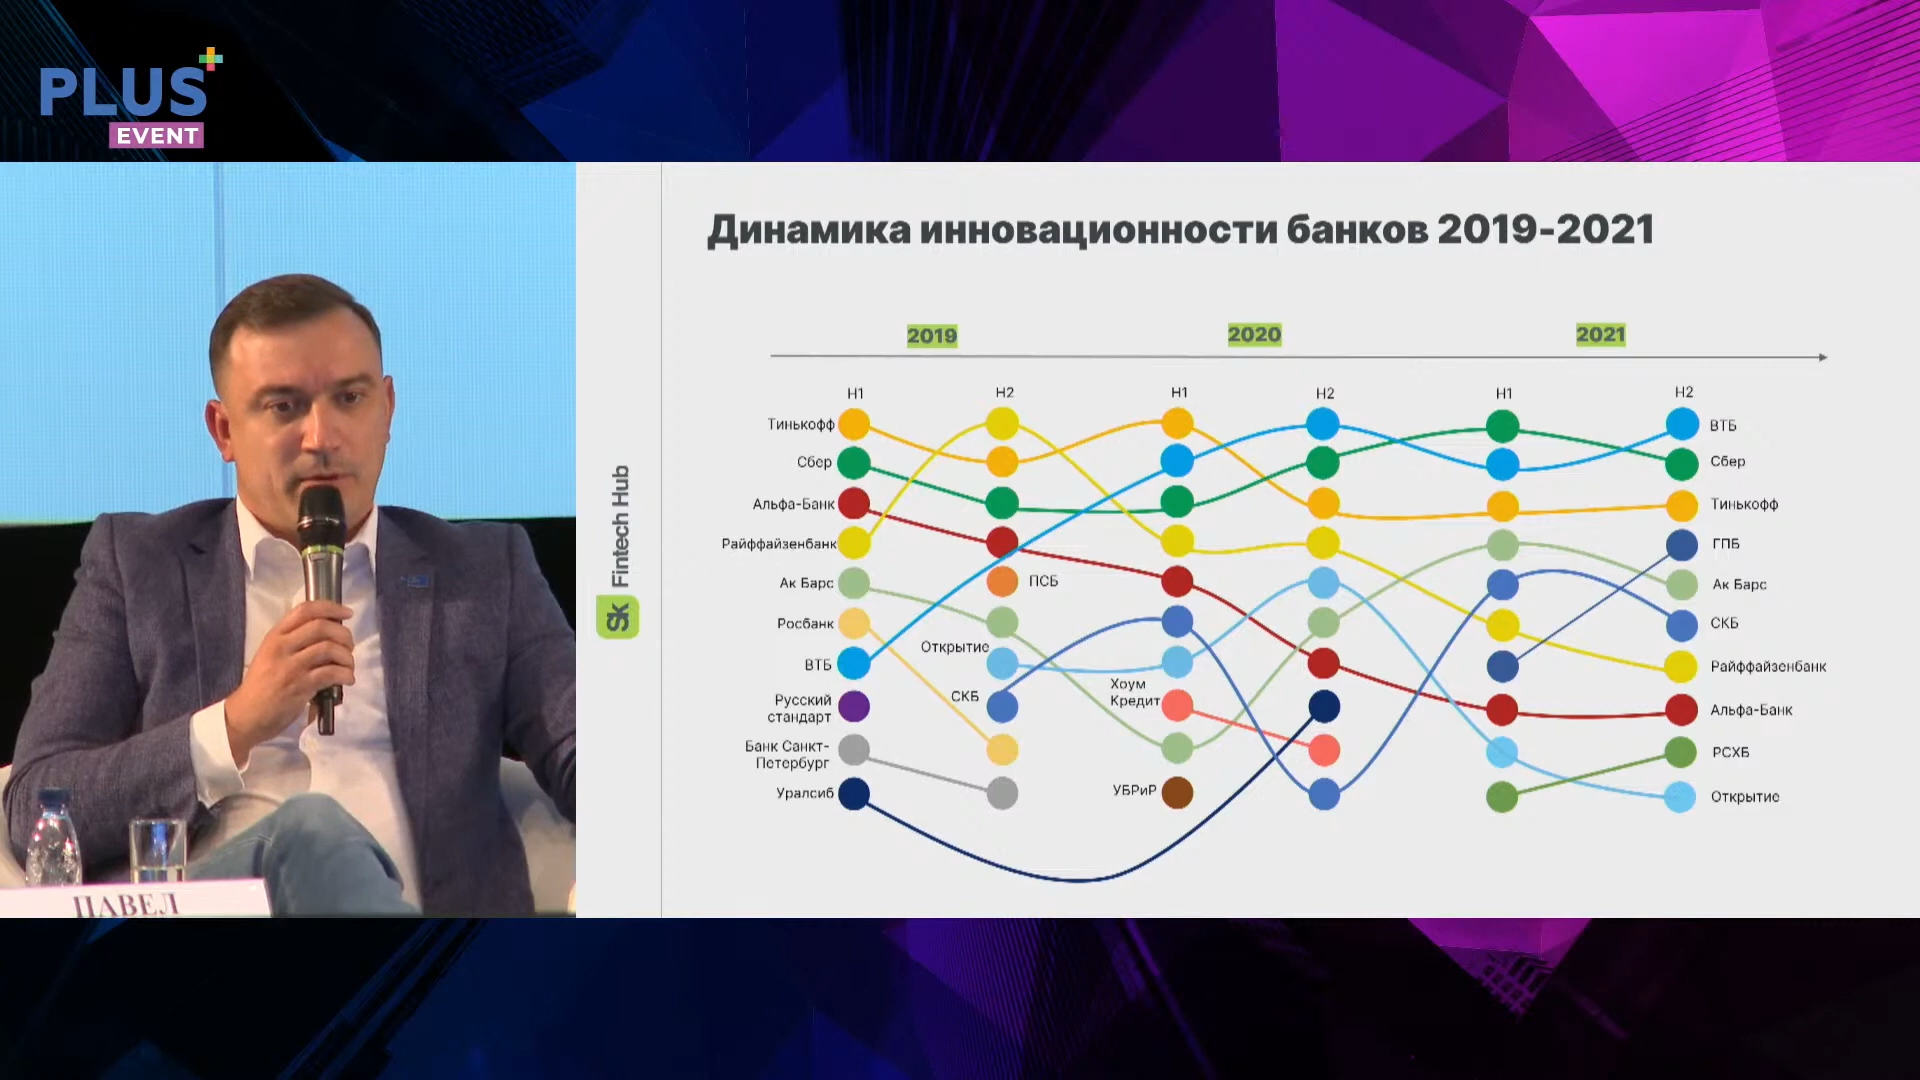 PLUS
EVENT
Динамика инновационности банков 2019-2021
2019
2020
2021
H1
H2
H1
H2
H1
H2
Тинькофф
Сбер
Альфа-Банк
Райффайзенбанк
Ак Барс
Росбанк
ВТБ
Русский
стандарт
Банк Санкт-
Петербург
Уралсиб
ПСБ
Открытие
СКБ
Хоум
Кредит
УБРиР
ВТБ
Сбер
Тинькофф
ГПБ
Ак Барс
СКБ
Райффайзенбанк
Альфа-Банк
РСХБ
Открытие
Sk Fintech Hub
ПАВЕЛ